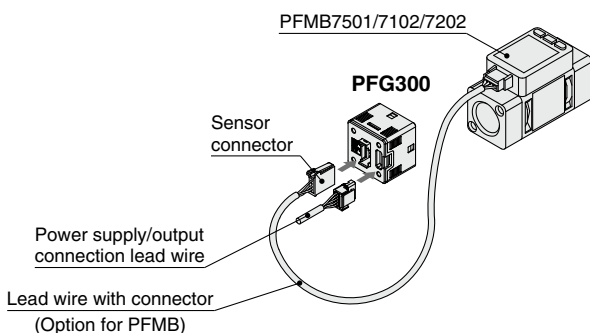 PFMB7501/7102/7202
PFG300
Sensor
connector
Power supply/output
connection lead wire
Lead wire with connector
(Option for PFMB)